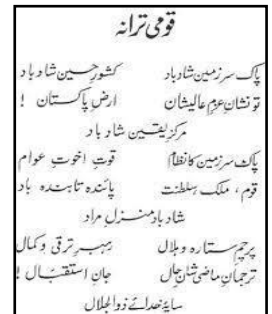 قومی ترانہ
پاک سرزمین شاد باد کشور حسین شاد باد
تو نشان عزم عالیشان ارض پاکستان !
مرکز یقین شاد باد
پاک سرزمین کا نظام قوت اخوت عوام
قوم ، ملک سلطنت پائندہ تابندہ باد
شاد باد منزل مراد
پرچم ستارہ و ہلال رہبر ترقی و کمال
ترجمان ماضی شان حال جان استقبال !
سایۂ خدائے ذوالجلال